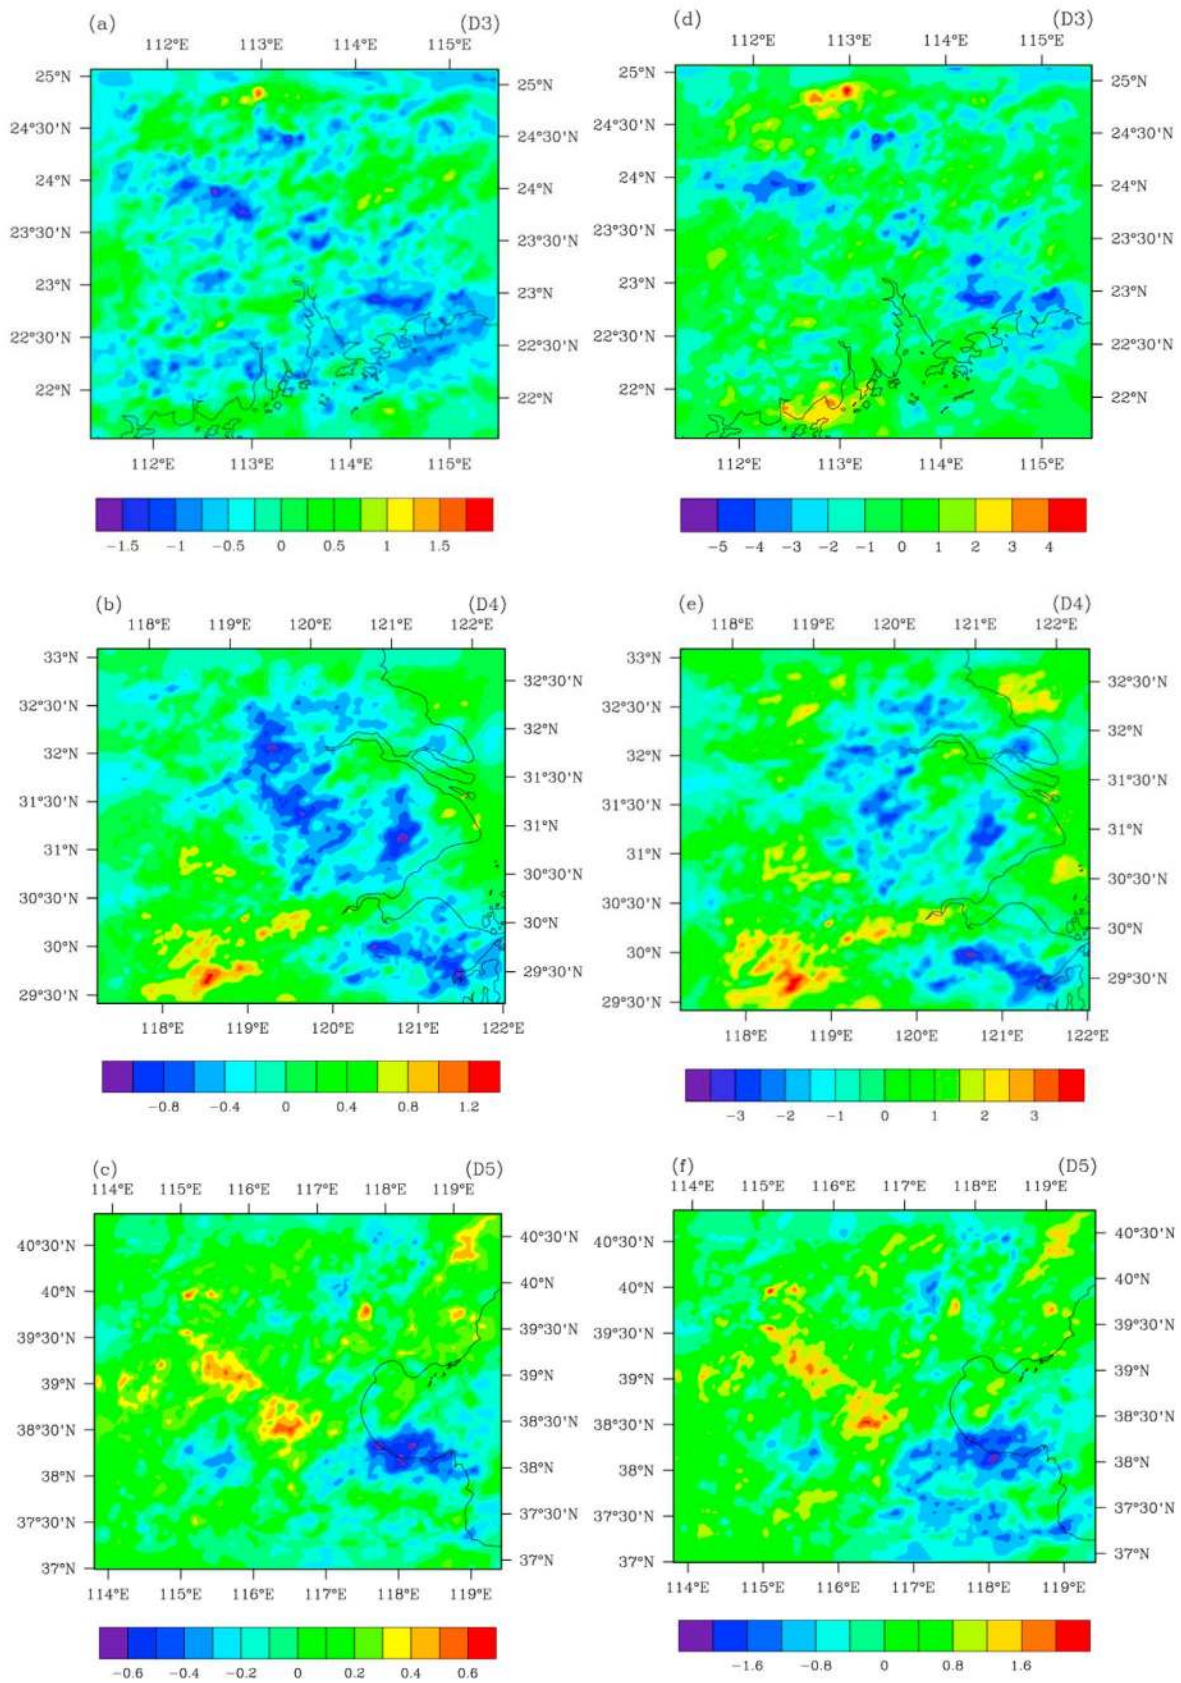 (a) (D3)
112°E 113°E 114°E 115°E
25°N
24°30'N
24°N
23°30'N
23°N
22°30'N
22°N
25°N
24°30'N
24°N
23°30'N
23°N
22°30'N
22°N
112°E 113°E 114°E 115°E
−1.5 −1 −0.5 0 0.5 1 1.5
(d) (D3)
112°E 113°E 114°E 115°E
25°N
24°30'N
24°N
23°30'N
23°N
22°30'N
22°N
25°N
24°30'N
24°N
23°30'N
23°N
22°30'N
22°N
112°E 113°E 114°E 115°E
−5 −4 −3 −2 −1 0 1 2 3 4
(b) (D4)
118°E 119°E 120°E 121°E 122°E
33°N
32°30'N
32°N
31°30'N
31°N
30°30'N
30°N
29°30'N
32°30'N
32°N
31°30'N
31°N
30°30'N
30°N
29°30'N
118°E 119°E 120°E 121°E 122°E
−0.8 −0.4 0 0.4 0.8 1.2
(e) (D4)
118°E 119°E 120°E 121°E 122°E
33°N
32°30'N
32°N
31°30'N
31°N
30°30'N
30°N
29°30'N
32°30'N
32°N
31°30'N
31°N
30°30'N
30°N
29°30'N
118°E 119°E 120°E 121°E 122°E
−3 −2 −1 0 1 2 3
(c) (D5)
114°E 115°E 116°E 117°E 118°E 119°E
40°30'N
40°N
39°30'N
39°N
38°30'N
38°N
37°30'N
37°N
40°30'N
40°N
39°30'N
39°N
38°30'N
38°N
37°30'N
37°N
114°E 115°E 116°E 117°E 118°E 119°E
−0.6 −0.4 −0.2 0 0.2 0.4 0.6
(f) (D5)
114°E 115°E 116°E 117°E 118°E 119°E
40°30'N
40°N
39°30'N
39°N
38°30'N
38°N
37°30'N
37°N
40°30'N
40°N
39°30'N
39°N
38°30'N
38°N
37°30'N
37°N
114°E 115°E 116°E 117°E 118°E 119°E
−1.6 −0.8 0 0.8 1.6